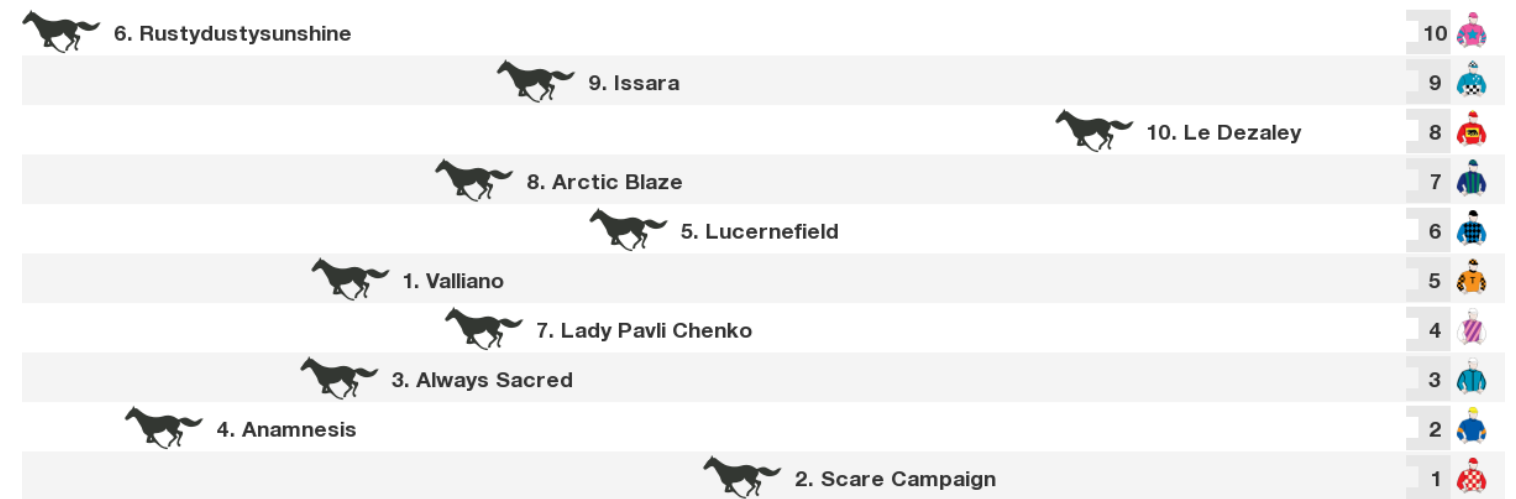 6. Rustydustysunshine 10
9. Issara 9
10. Le Dezaley 8
8. Arctic Blaze 7
5. Lucernefield 6
1. Valliano 5
7. Lady Pavli Chenko 4
3. Always Sacred 3
4. Anamnesis 2
2. Scare Campaign 1